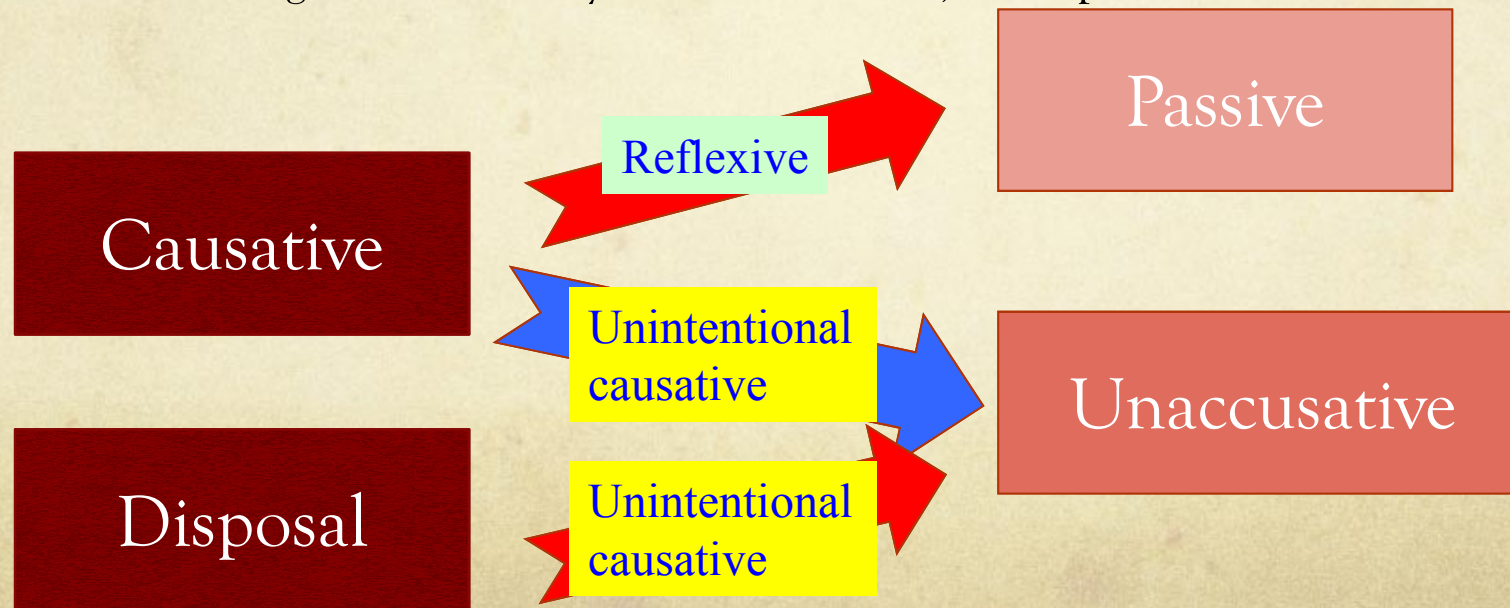 Passive
Reflexive
Causative
Unintentional
causative
Unaccusative
Unintentional
causative
Disposal